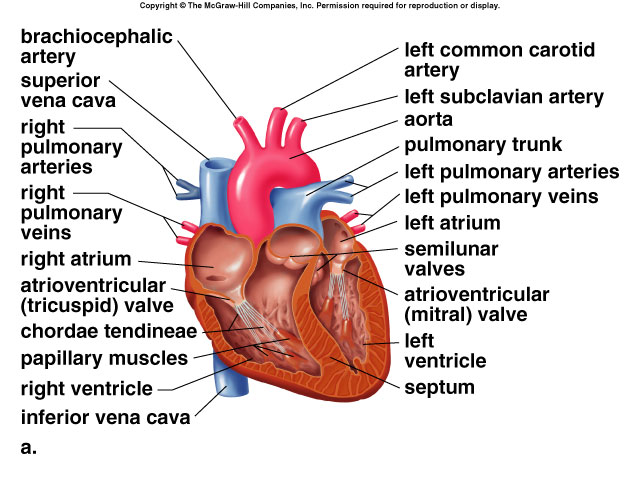 Copyright © The McGraw-Hill Companies, Inc. Permission required for reproduction or display.
brachiocephalic
artery
superior
vena cava
right
pulmonary
arteries
right
pulmonary
veins
right atrium
atrioventricular
(tricuspid) valve
chordae tendineae
papillary muscles
right ventricle
inferior vena cava
a.
left common carotid
artery
left subclavian artery
aorta
pulmonary trunk
left pulmonary arteries
left pulmonary veins
left atrium
semilunar
valves
atrioventricular
(mitral) valve
left
ventricle
septum